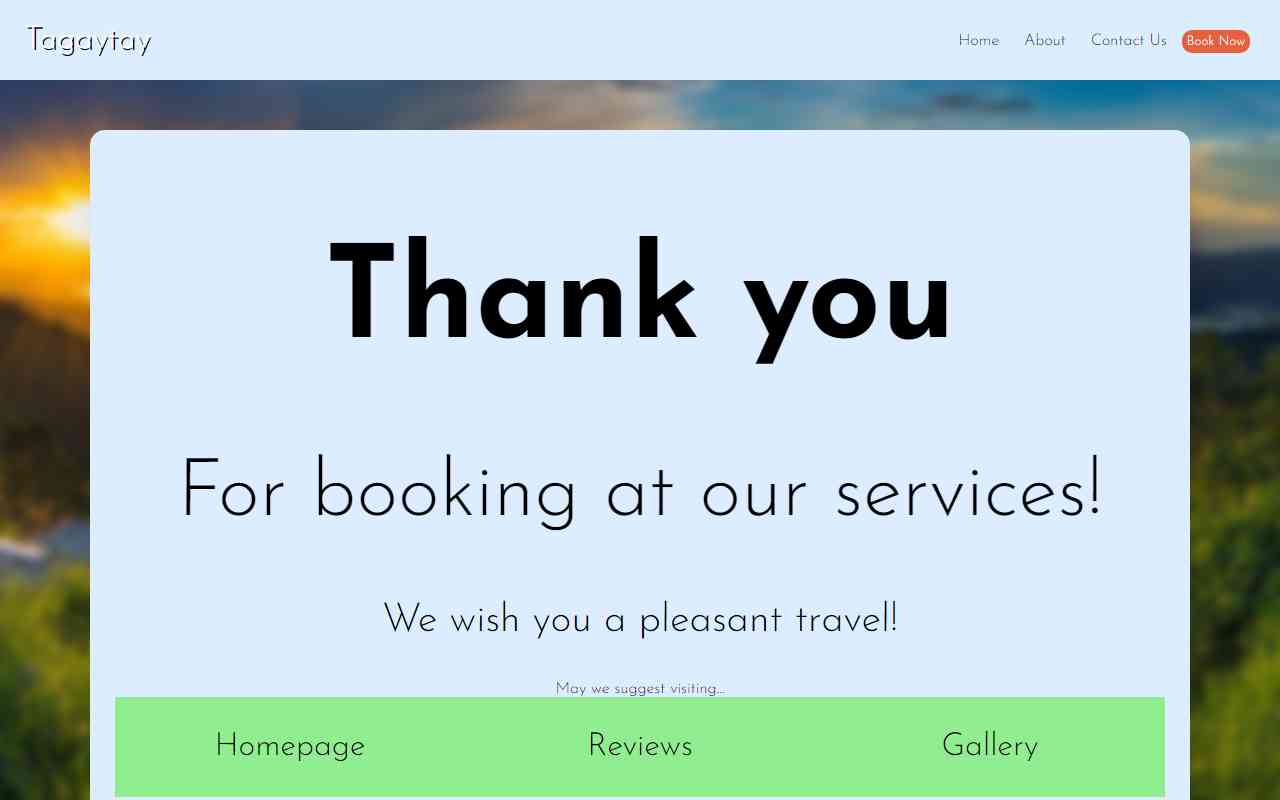 Tagaytay
Home About Contact Us Book Now
Thank you
For booking at our services!
We wish you a pleasant travel!
May we suggest visiting...
Homepage Reviews Gallery